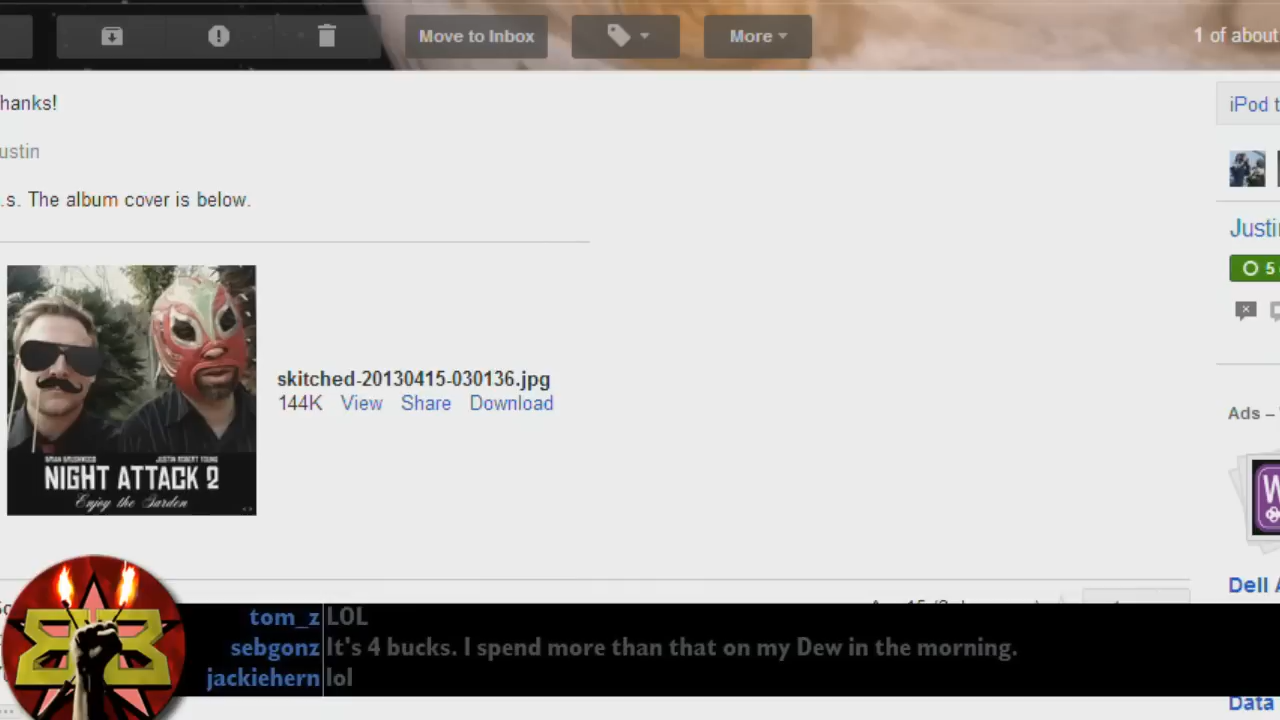 Move to Inbox
More
1 of about
hanks!
ustin
.s. The album cover is below.
iPod t
Justi
5
skitched-20130415-030136.jpg
144K View Share Download
BRIAN BRUSHWOOD JUSTIN ROBERT YOUNG
NIGHT ATTACK 2
Enjoy the Garden
Ads –
W
Dell A
Data
BB
tom_z LOL
sebgonz It's 4 bucks. I spend more than that on my Dew in the morning.
jackiehern lol